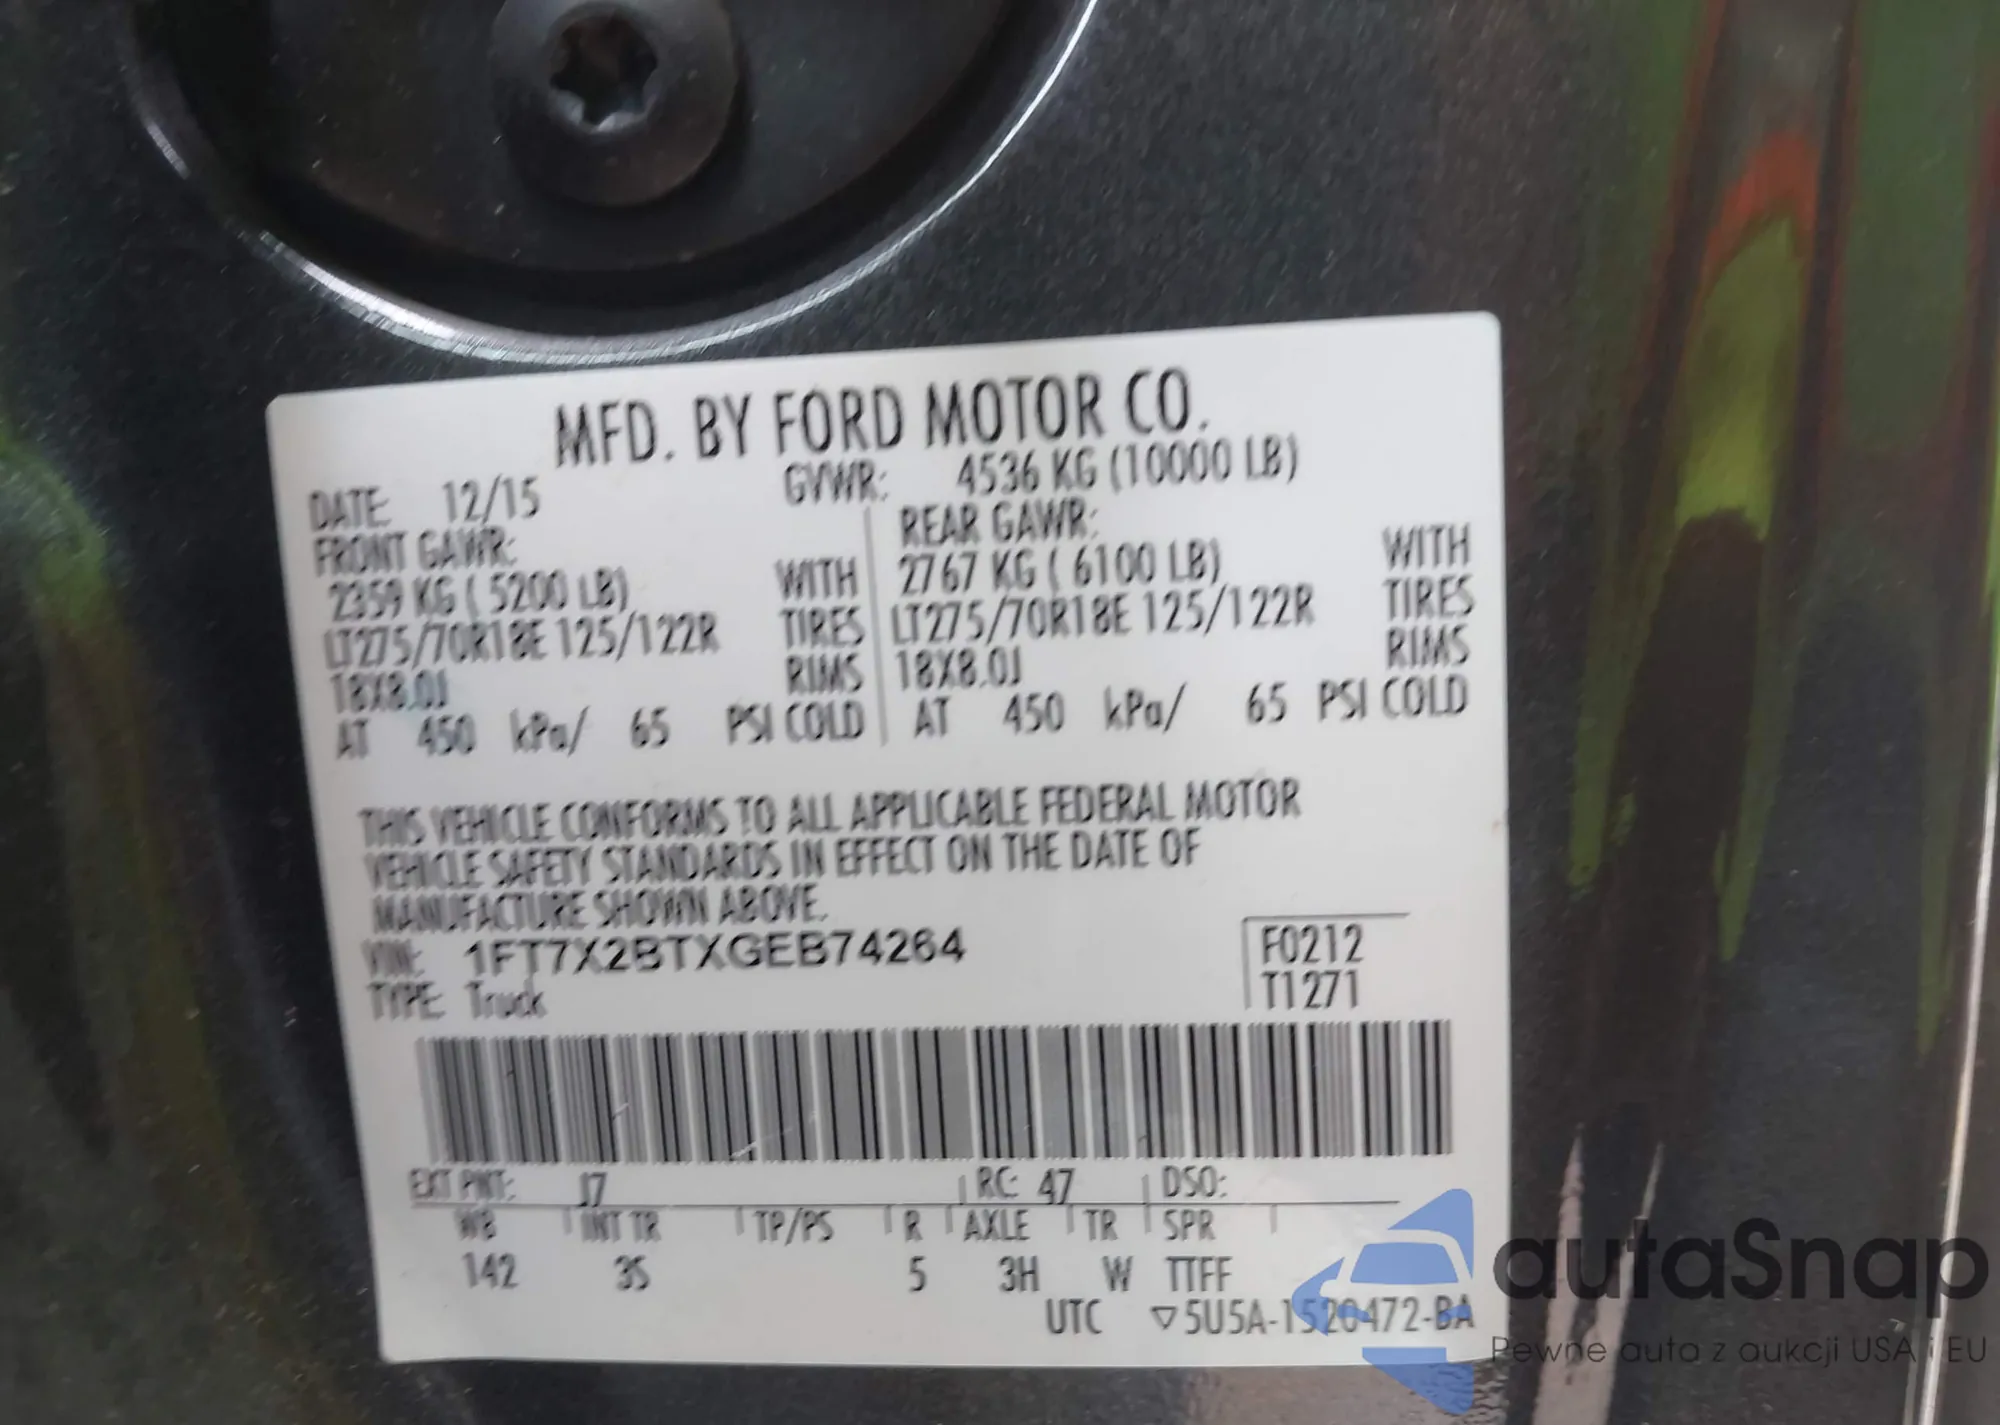 MFD. BY FORD MOTOR CO.
DATE: 12/15 GVWR: 4536 KG (10000 LB)
FRONT GAWR: REAR GAWR:
2359 KG ( 5200 LB) WITH 2767 KG ( 6100 LB) WITH
LT275/70R18E 125/122R TIRES LT275/70R18E 125/122R TIRES
18X8.0J RIMS 18X8.0J RIMS
AT 450 kPa/ 65 PSI COLD AT 450 kPa/ 65 PSI COLD
THIS VEHICLE CONFORMS TO ALL APPLICABLE FEDERAL MOTOR
VEHICLE SAFETY STANDARDS IN EFFECT ON THE DATE OF
MANUFACTURE SHOWN ABOVE.
VIN: 1FT7X2BTXGEB74264 F0212
TYPE: Truck T1271
EXT PNT: J7 RC: 47 DSO:
WB INT TR TP/PS R AXLE TR SPR
142 3S 5 3H W TTFF
UTC ▽5U5A-1520472-BA
autaSnap
Pewne auta z aukcji USA i EU